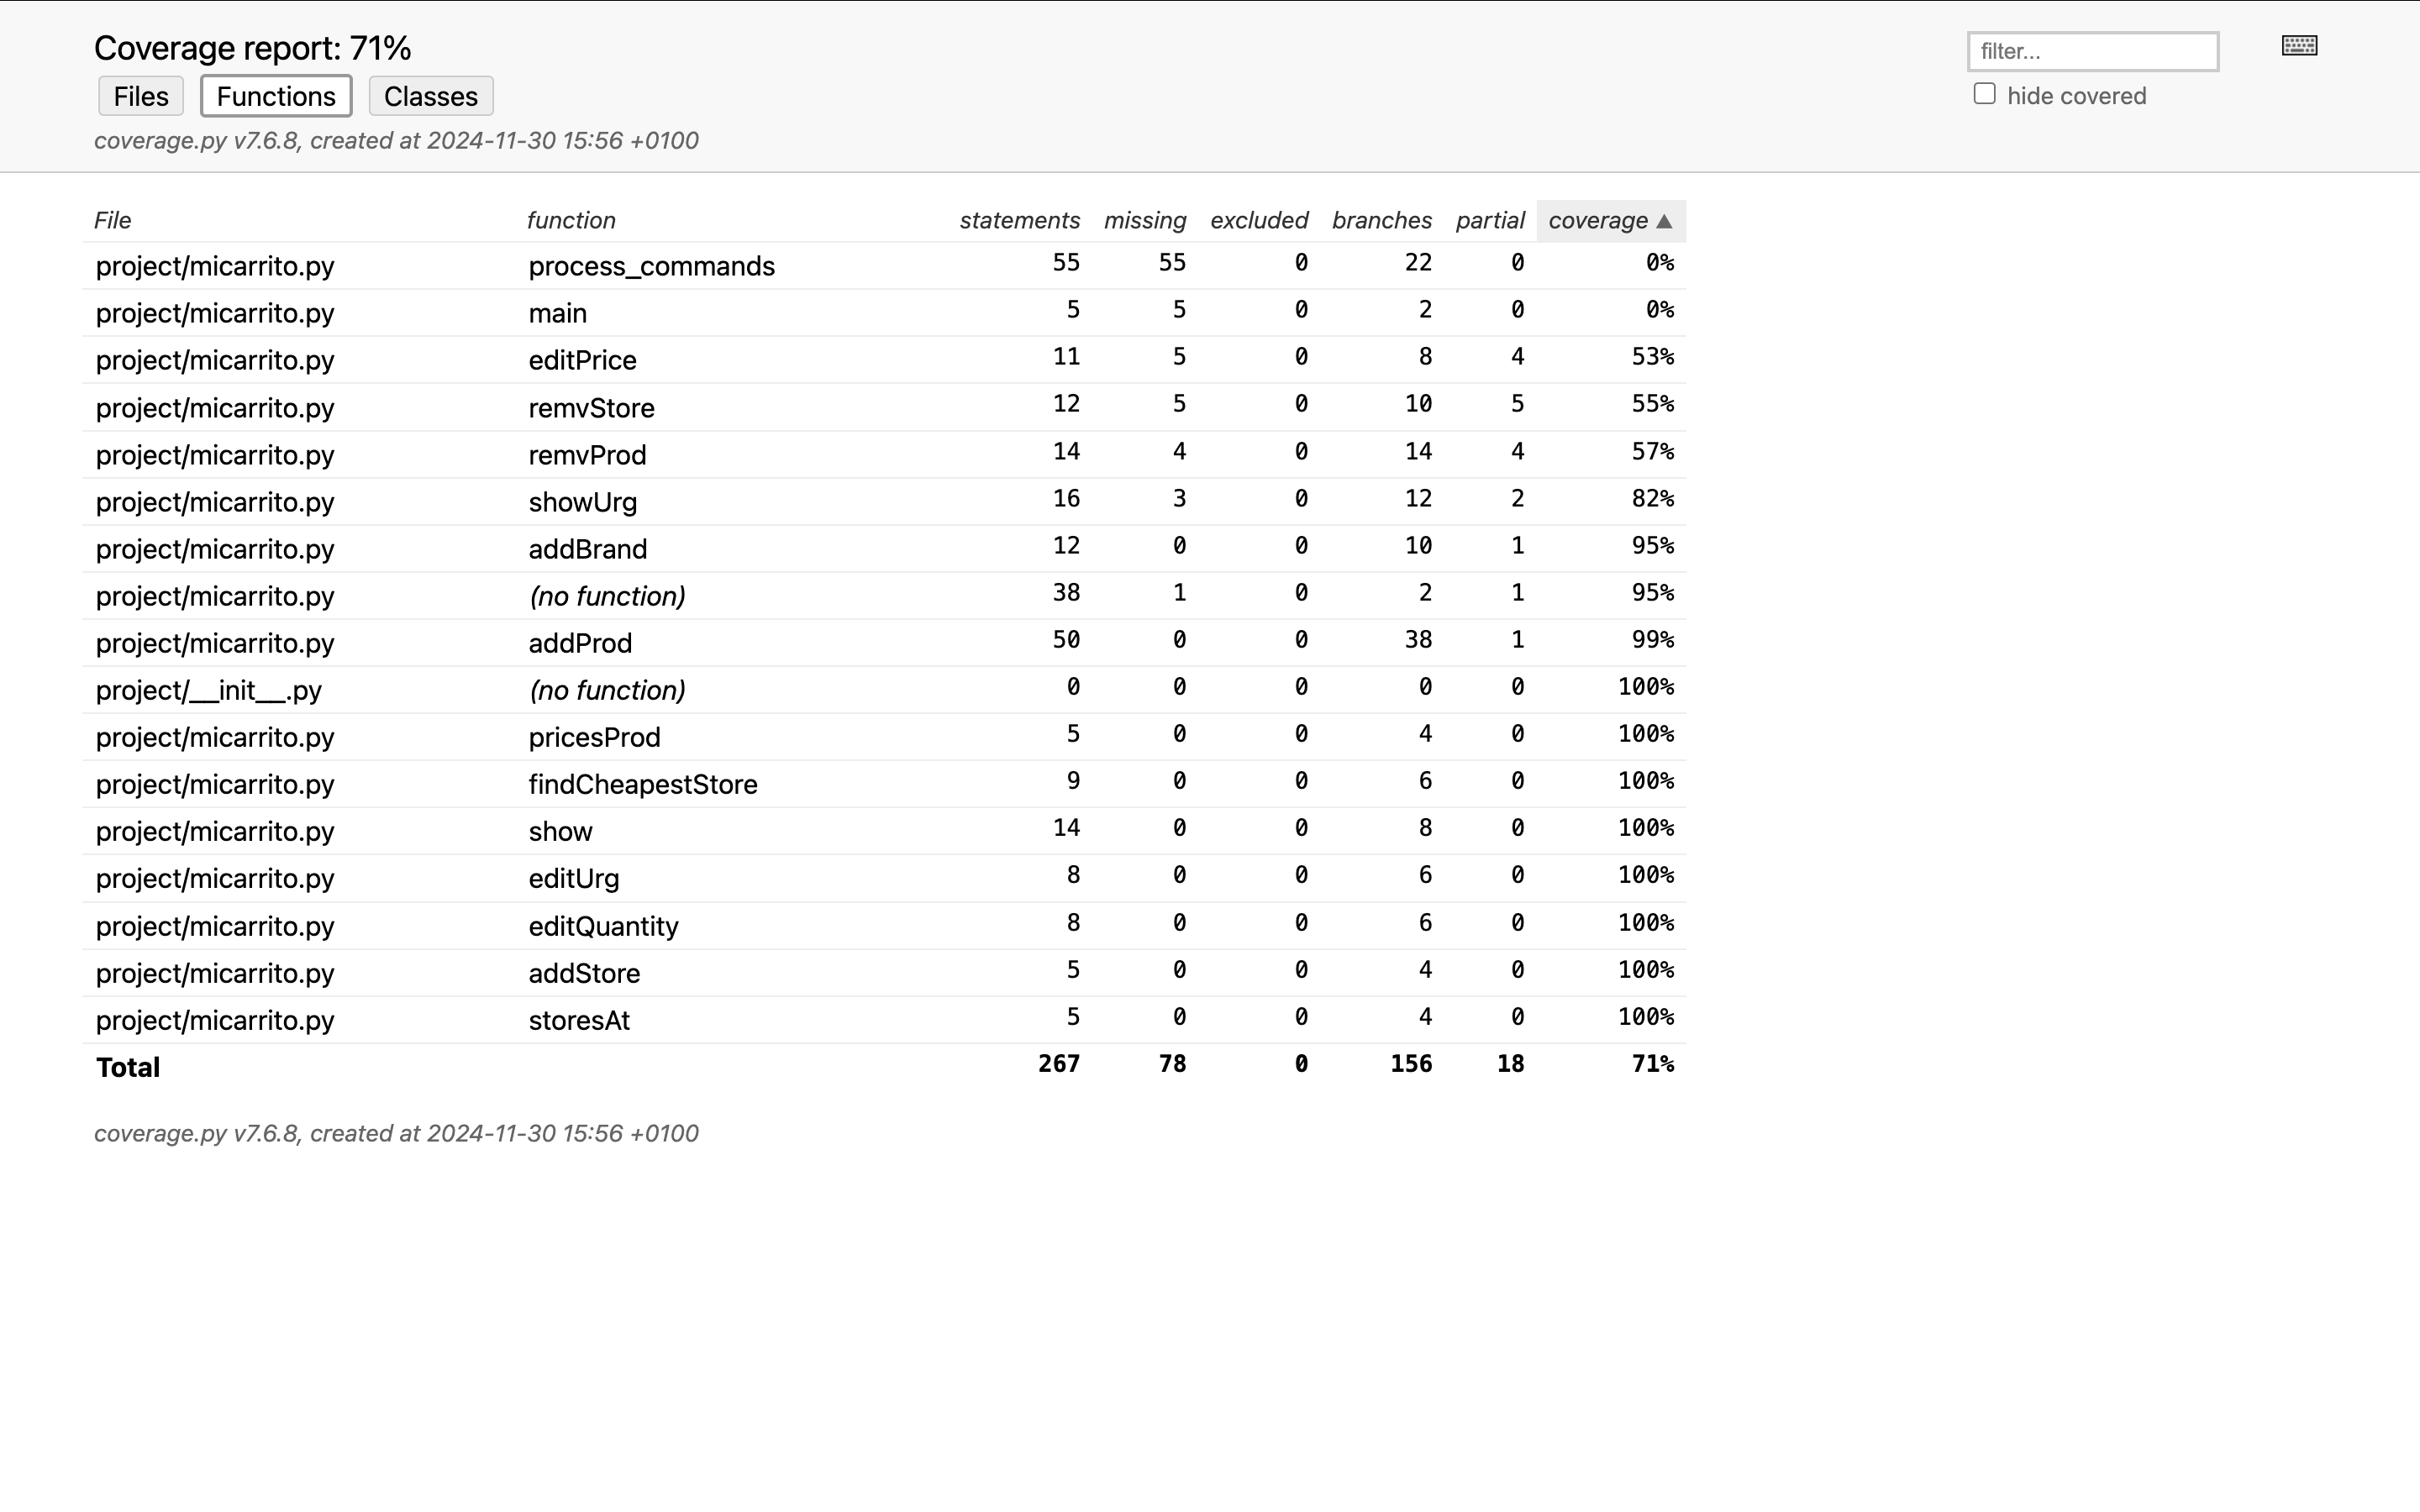 Coverage report: 71%
filter...
Files Functions Classes
hide covered
coverage.py v7.6.8, created at 2024-11-30 15:56 +0100
File function statements missing excluded branches partial coverage ▲
project/micarrito.py process_commands 55 55 0 22 0 0%
project/micarrito.py main 5 5 0 2 0 0%
project/micarrito.py editPrice 11 5 0 8 4 53%
project/micarrito.py remvStore 12 5 0 10 5 55%
project/micarrito.py remvProd 14 4 0 14 4 57%
project/micarrito.py showUrg 16 3 0 12 2 82%
project/micarrito.py addBrand 12 0 0 10 1 95%
project/micarrito.py (no function) 38 1 0 2 1 95%
project/micarrito.py addProd 50 0 0 38 1 99%
project/__init__.py (no function) 0 0 0 0 0 100%
project/micarrito.py pricesProd 5 0 0 4 0 100%
project/micarrito.py findCheapestStore 9 0 0 6 0 100%
project/micarrito.py show 14 0 0 8 0 100%
project/micarrito.py editUrg 8 0 0 6 0 100%
project/micarrito.py editQuantity 8 0 0 6 0 100%
project/micarrito.py addStore 5 0 0 4 0 100%
project/micarrito.py storesAt 5 0 0 4 0 100%
Total 267 78 0 156 18 71%
coverage.py v7.6.8, created at 2024-11-30 15:56 +0100